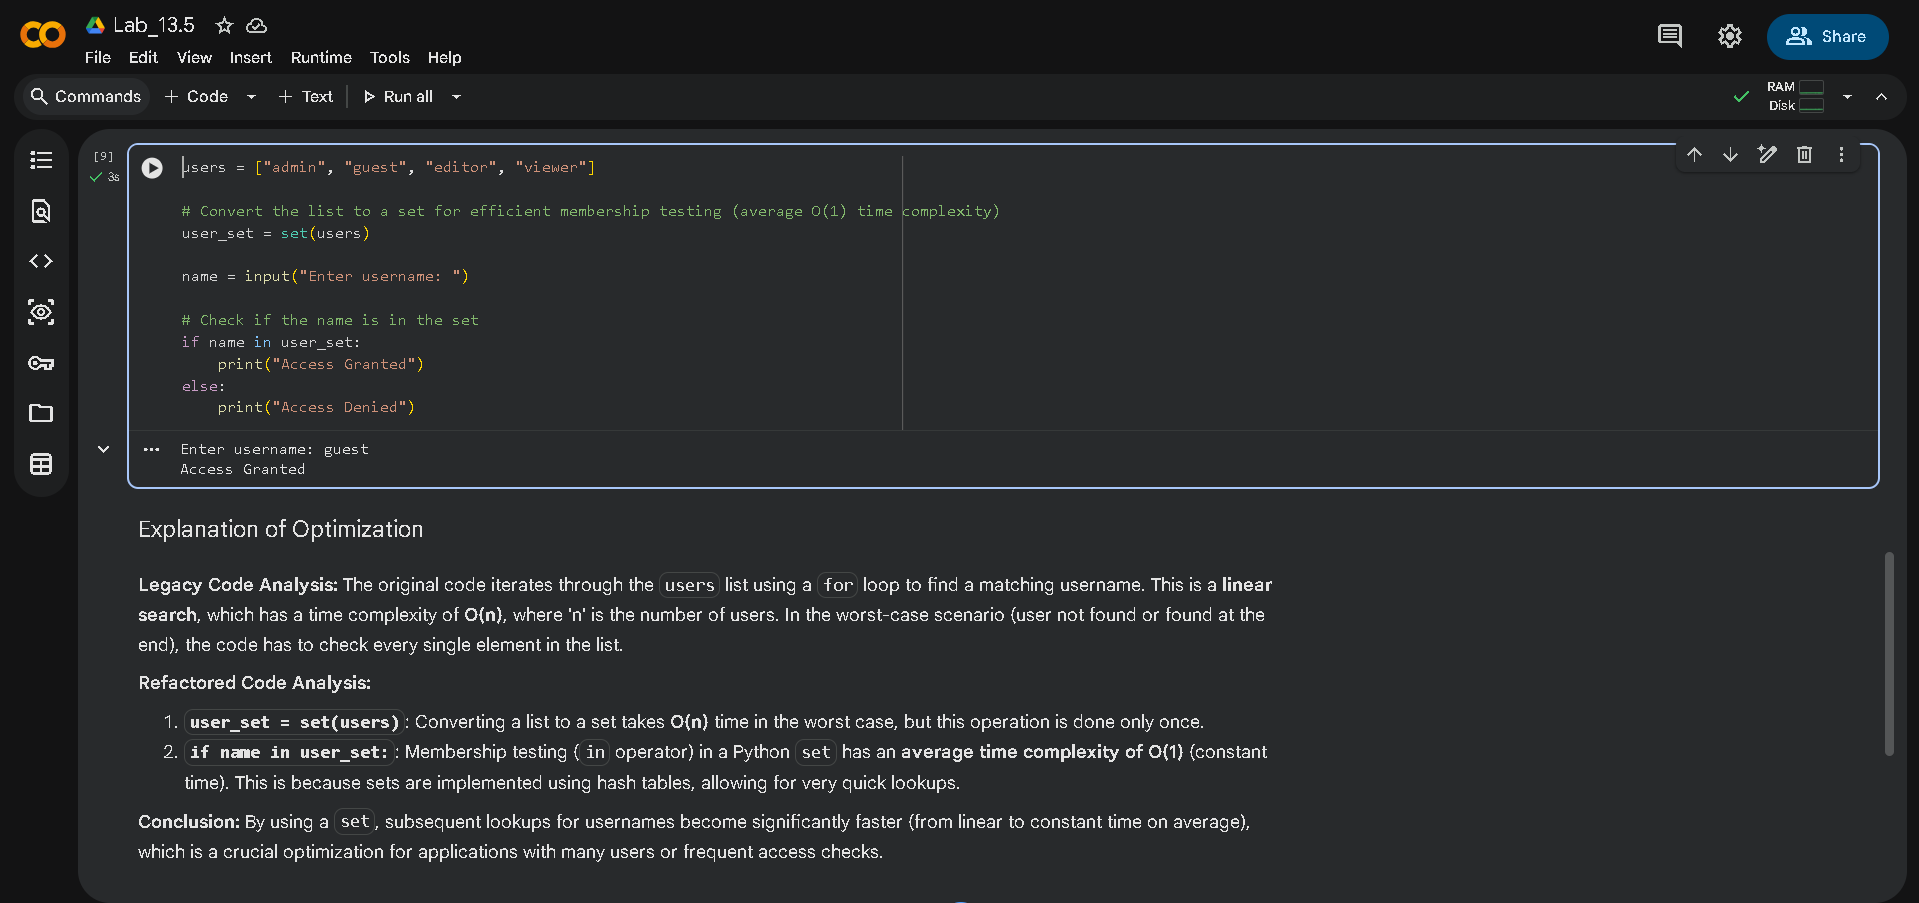 Lab_13.5
File Edit View Insert Runtime Tools Help
Share
Commands + Code + Text Run all
RAM
Disk
[9]
3s
users = ["admin", "guest", "editor", "viewer"]
# Convert the list to a set for efficient membership testing (average O(1) time complexity)
user_set = set(users)
name = input("Enter username: ")
# Check if the name is in the set
if name in user_set:
    print("Access Granted")
else:
    print("Access Denied")
Enter username: guest
Access Granted
Explanation of Optimization
Legacy Code Analysis: The original code iterates through the users list using a for loop to find a matching username. This is a linear
search, which has a time complexity of O(n), where 'n' is the number of users. In the worst-case scenario (user not found or found at the
end), the code has to check every single element in the list.
Refactored Code Analysis:
1. user_set = set(users): Converting a list to a set takes O(n) time in the worst case, but this operation is done only once.
2. if name in user_set:: Membership testing (in operator) in a Python set has an average time complexity of O(1) (constant
time). This is because sets are implemented using hash tables, allowing for very quick lookups.
Conclusion: By using a set, subsequent lookups for usernames become significantly faster (from linear to constant time on average),
which is a crucial optimization for applications with many users or frequent access checks.